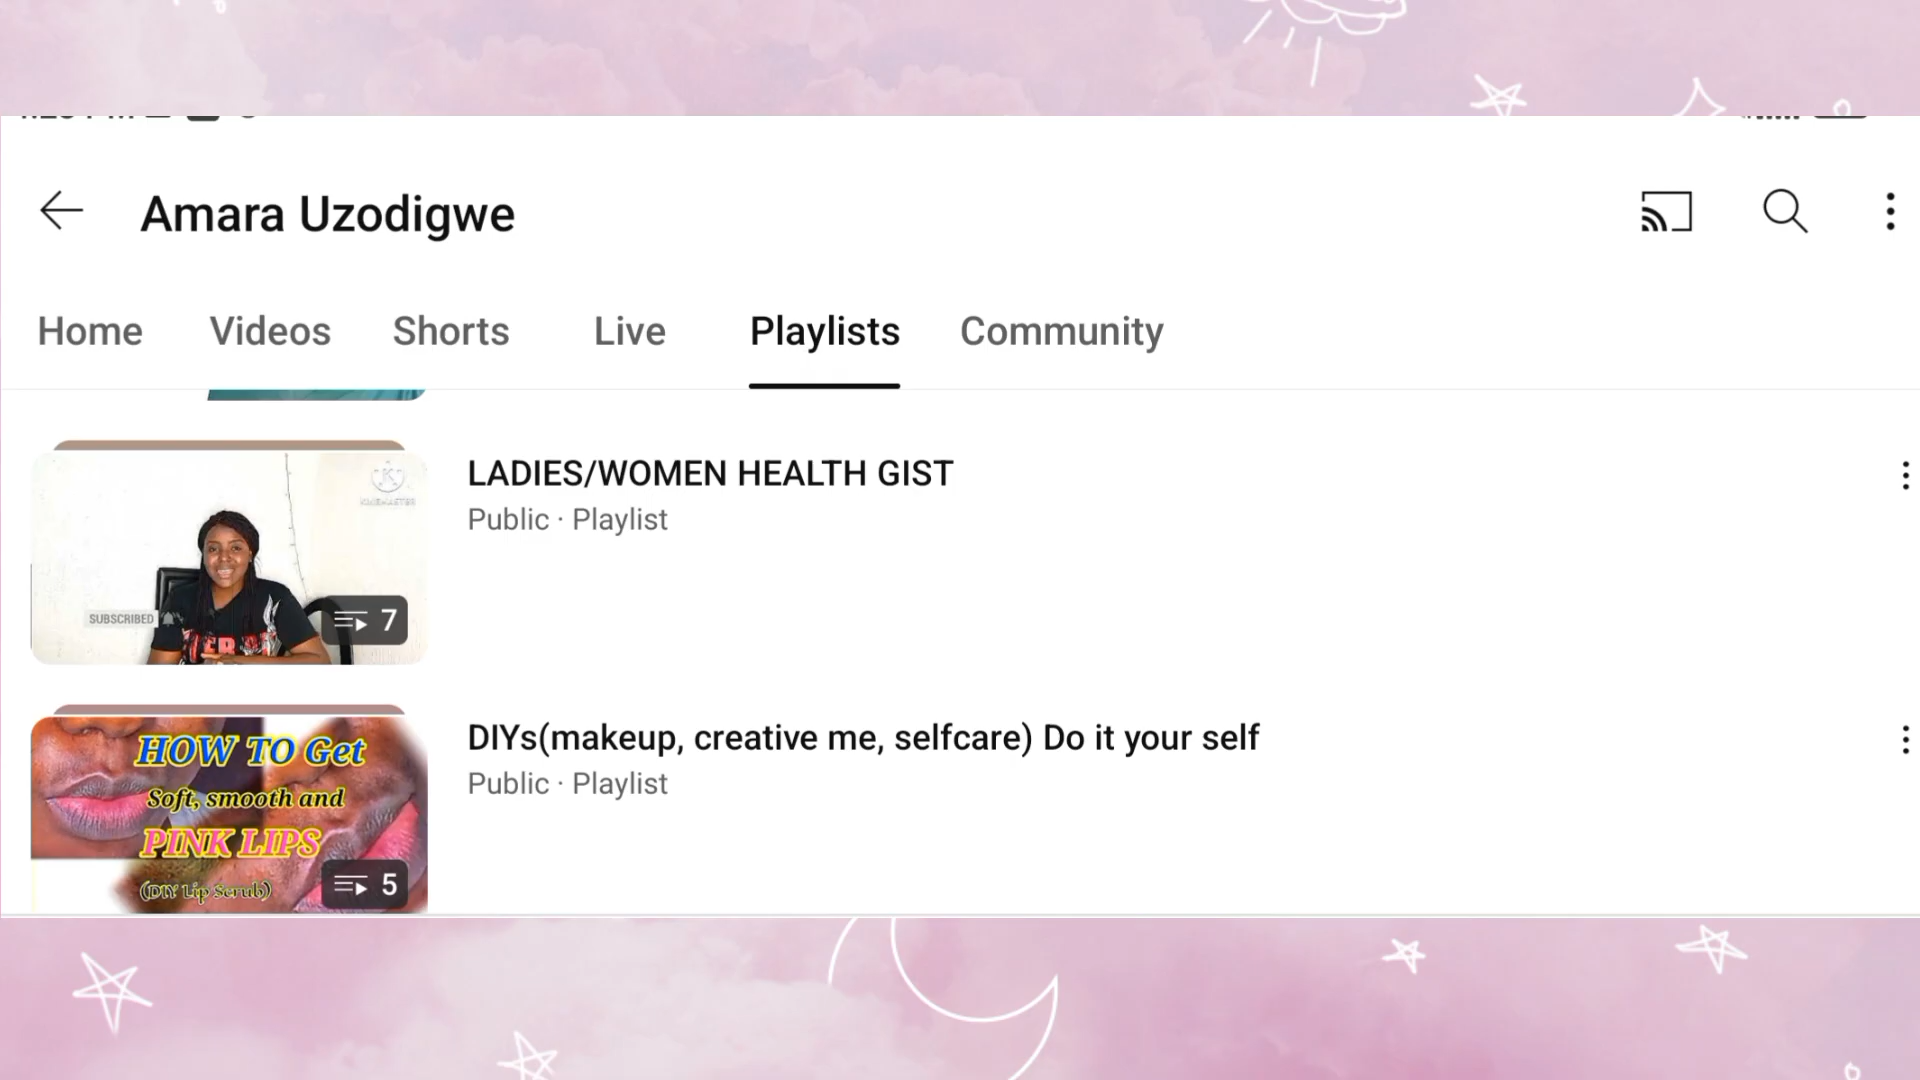 Amara Uzodigwe
Home Videos Shorts Live Playlists Community
LADIES/WOMEN HEALTH GIST
Public · Playlist
KINEMASTER
SUBSCRIBED
7
DIYs(makeup, creative me, selfcare) Do it your self
Public · Playlist
HOW TO Get
Soft, smooth and
PINK LIPS
(DIY Lip Scrub)
5